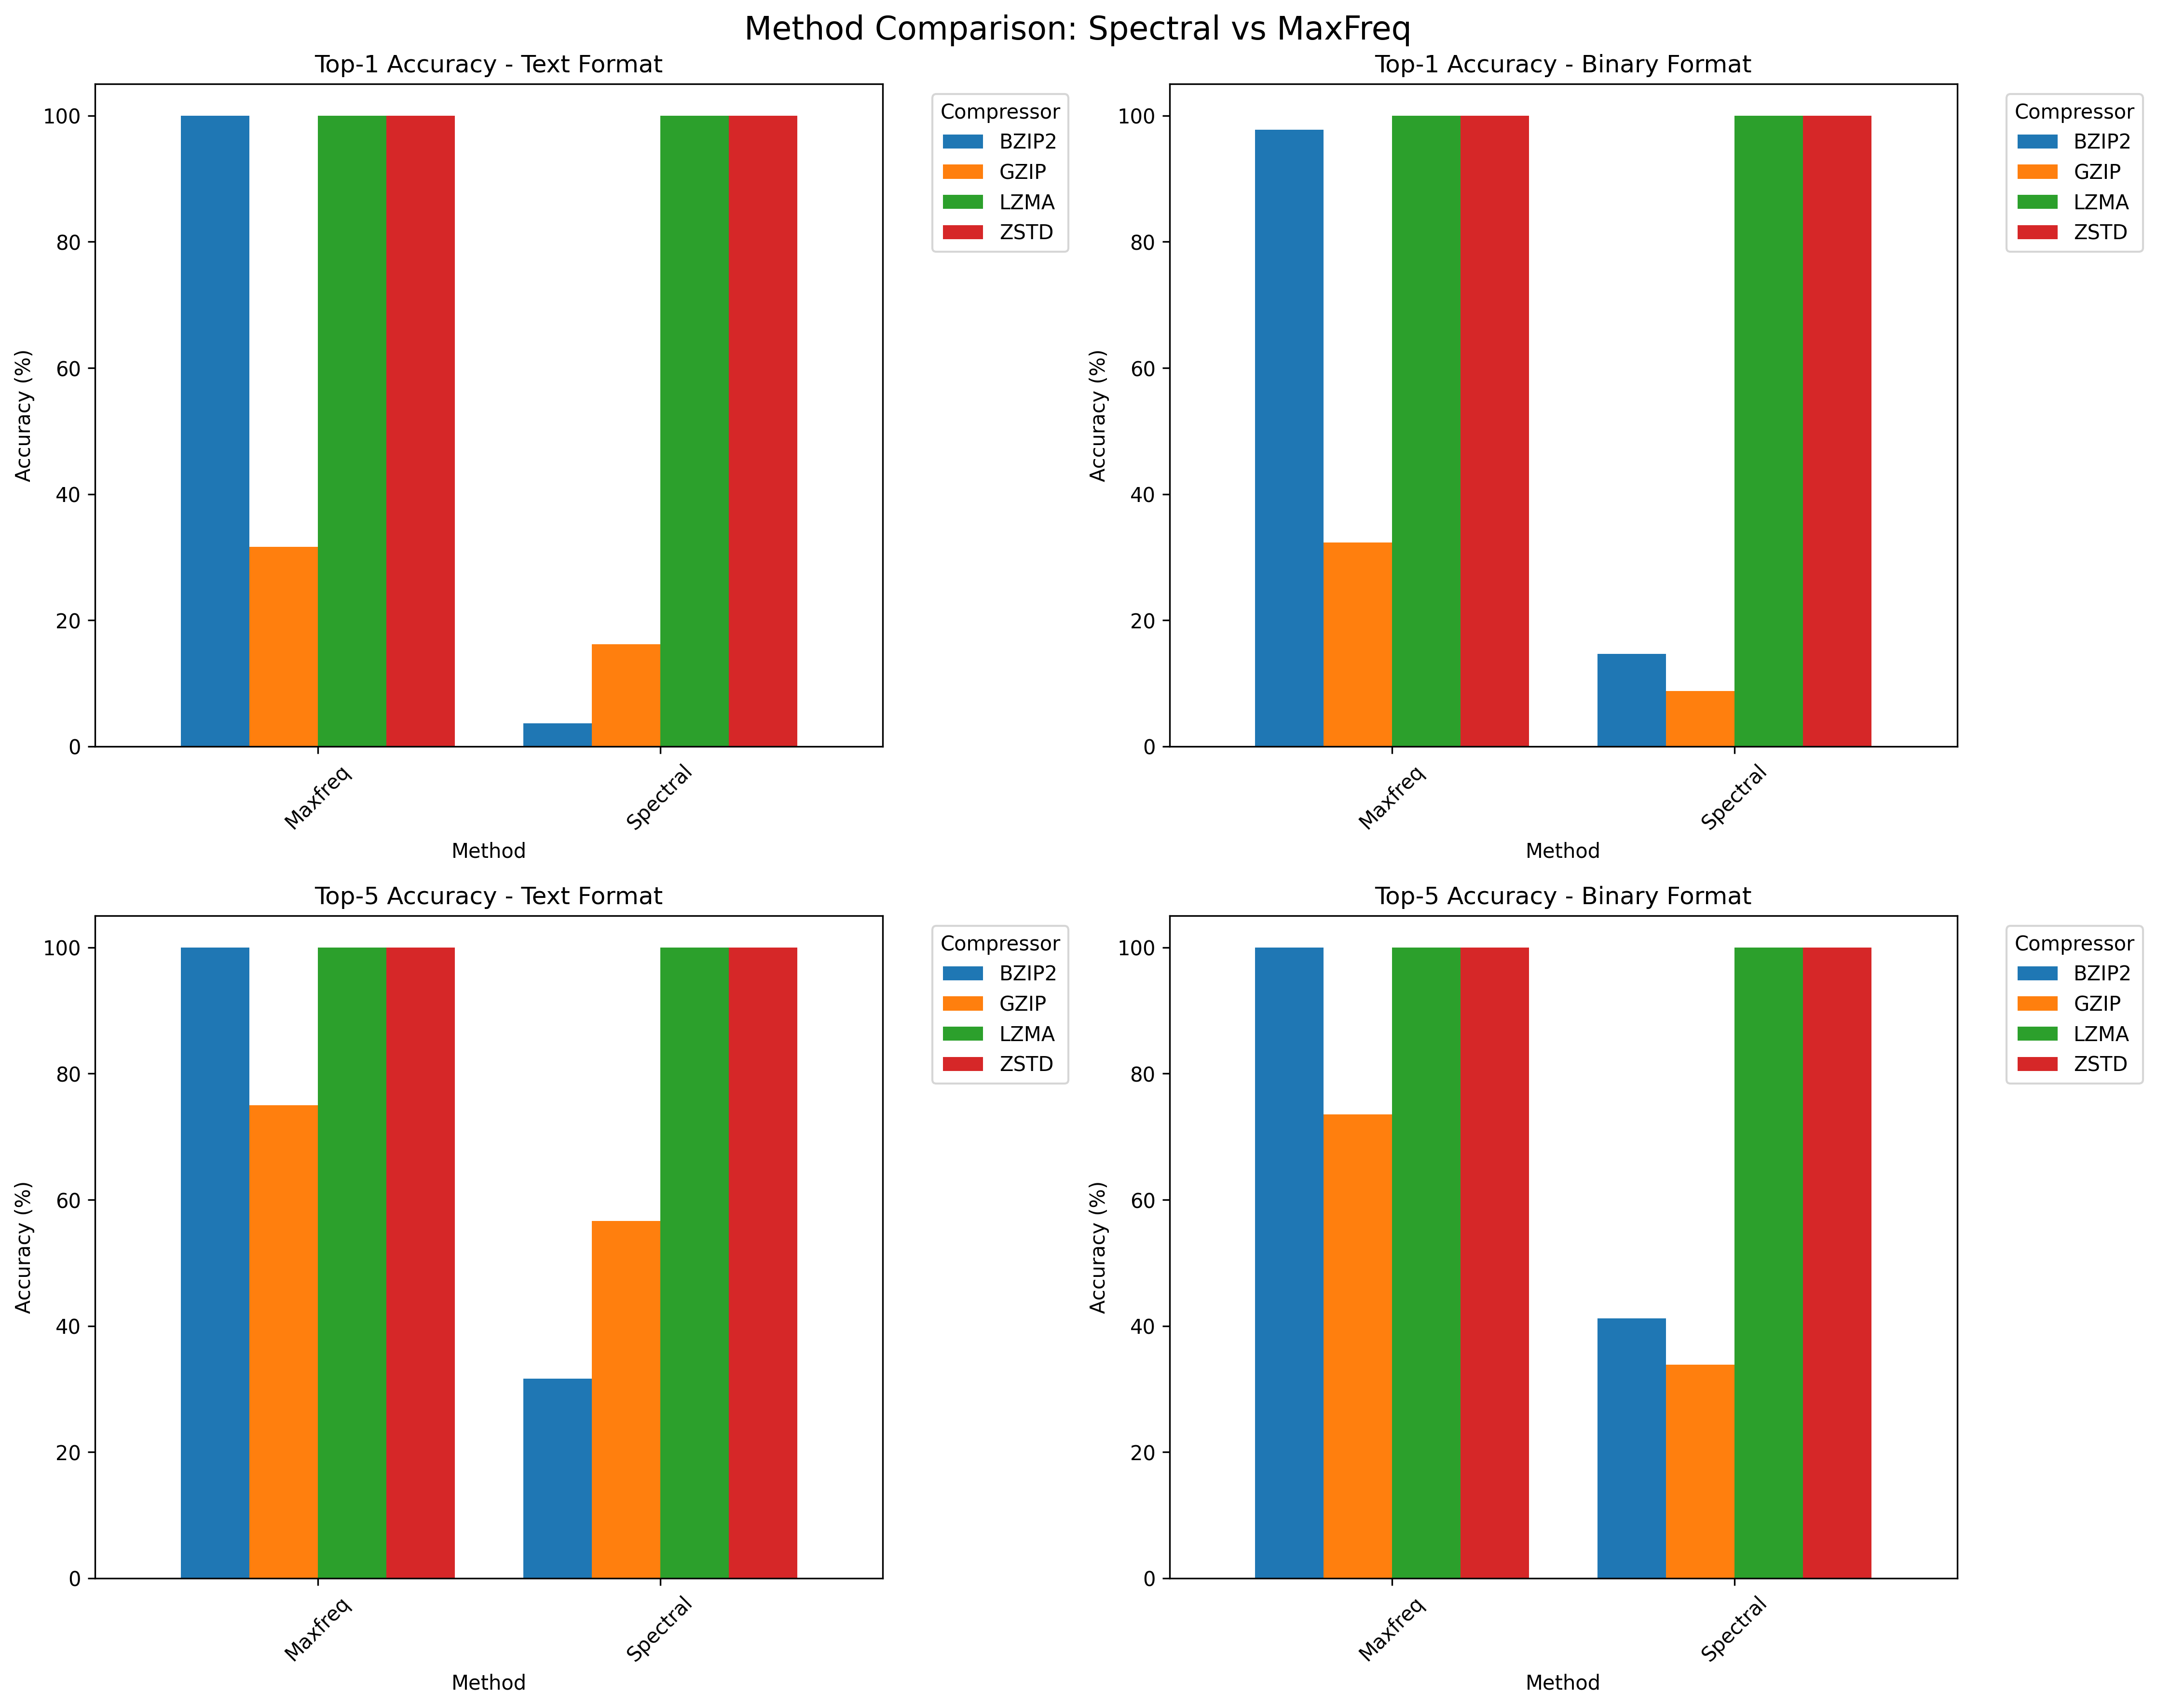 Method Comparison: Spectral vs MaxFreq
Top-1 Accuracy - Text Format
Accuracy (%)
100
80
60
40
20
0
Maxfreq
Spectral
Method
Compressor
BZIP2
GZIP
LZMA
ZSTD
Top-1 Accuracy - Binary Format
Accuracy (%)
100
80
60
40
20
0
Maxfreq
Spectral
Method
Compressor
BZIP2
GZIP
LZMA
ZSTD
Top-5 Accuracy - Text Format
Accuracy (%)
100
80
60
40
20
0
Maxfreq
Spectral
Method
Compressor
BZIP2
GZIP
LZMA
ZSTD
Top-5 Accuracy - Binary Format
Accuracy (%)
100
80
60
40
20
0
Maxfreq
Spectral
Method
Compressor
BZIP2
GZIP
LZMA
ZSTD